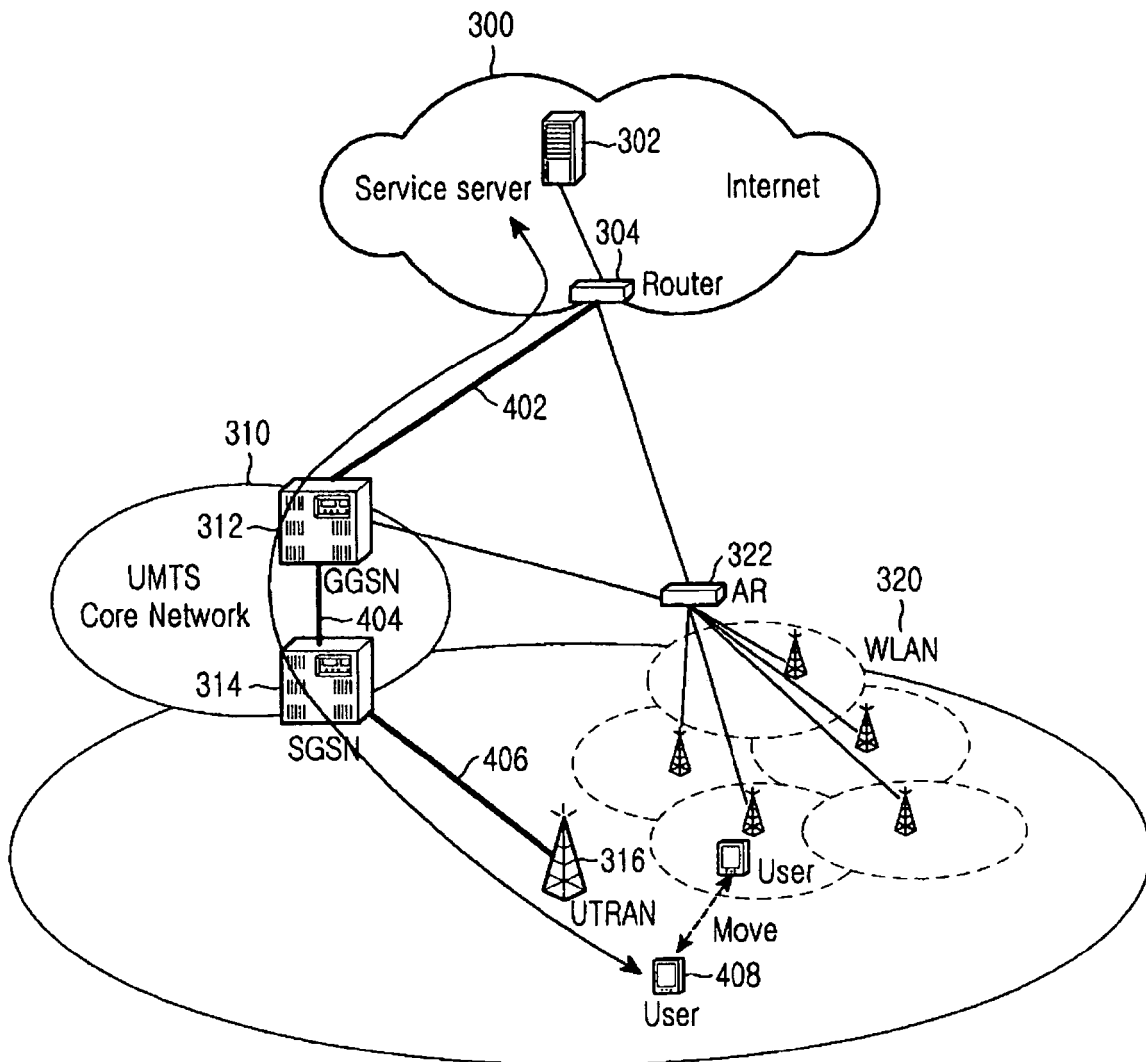 300
302
Service server
Internet
304
Router
402
310
312
GGSN
UMTS
Core Network
404
322
AR
320
WLAN
314
SGSN
406
316
UTRAN
User
Move
408
User